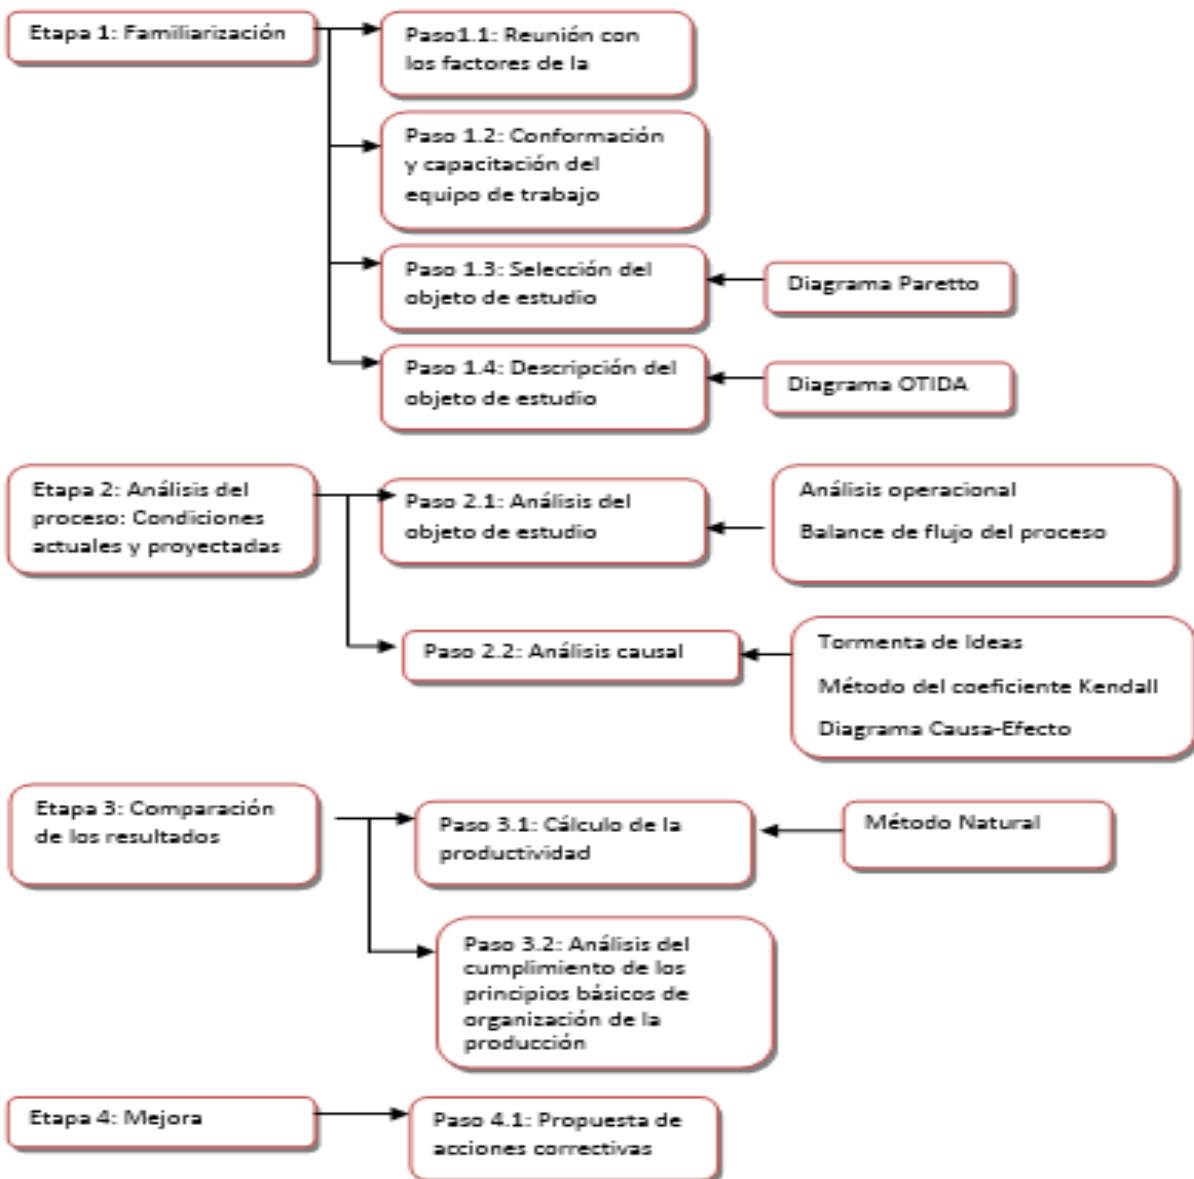 Etapa 1: Familiarización
Paso1.1: Reunión con
los factores de la
Paso 1.2: Conformación
y capacitación del
equipo de trabajo
Paso 1.3: Selección del
objeto de estudio
Diagrama Paretto
Paso 1.4: Descripción del
objeto de estudio
Diagrama OTIDA
Etapa 2: Análisis del
proceso: Condiciones
actuales y proyectadas
Paso 2.1: Análisis del
objeto de estudio
Análisis operacional
Balance de flujo del proceso
Paso 2.2: Análisis causal
Tormenta de Ideas
Método del coeficiente Kendall
Diagrama Causa-Efecto
Etapa 3: Comparación
de los resultados
Paso 3.1: Cálculo de la
productividad
Método Natural
Paso 3.2: Análisis del
cumplimiento de los
principios básicos de
organización de la
producción
Etapa 4: Mejora
Paso 4.1: Propuesta de
acciones correctivas